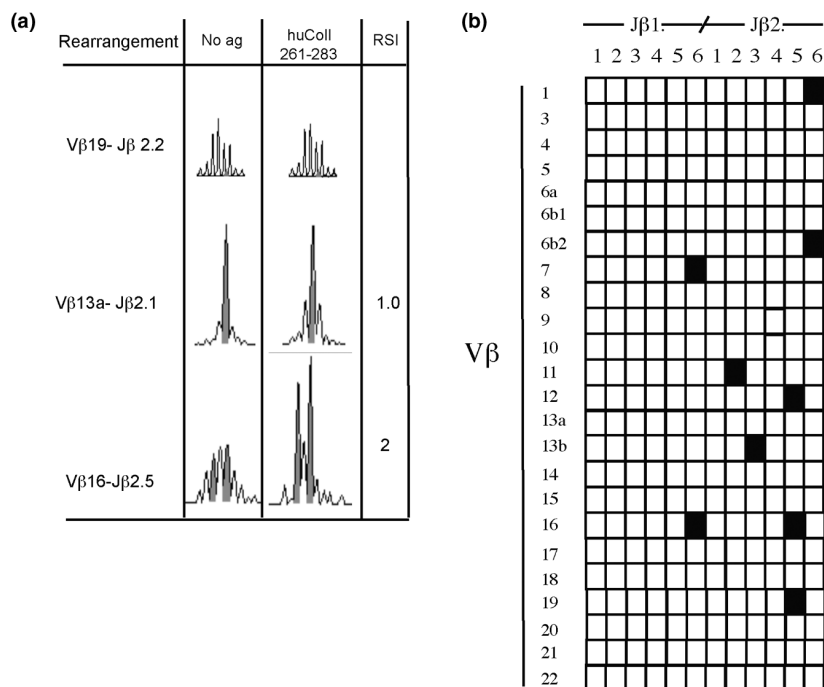 (a)
Rearrangement No ag huCoII 261-283 RSI
Vβ19- Jβ 2.2
Vβ13a- Jβ2.1 1.0
Vβ16-Jβ2.5 2
(b)
Jβ1. Jβ2.
1 2 3 4 5 6 1 2 3 4 5 6
Vβ
1
3
4
5
6a
6b1
6b2
7
8
9
10
11
12
13a
13b
14
15
16
17
18
19
20
21
22